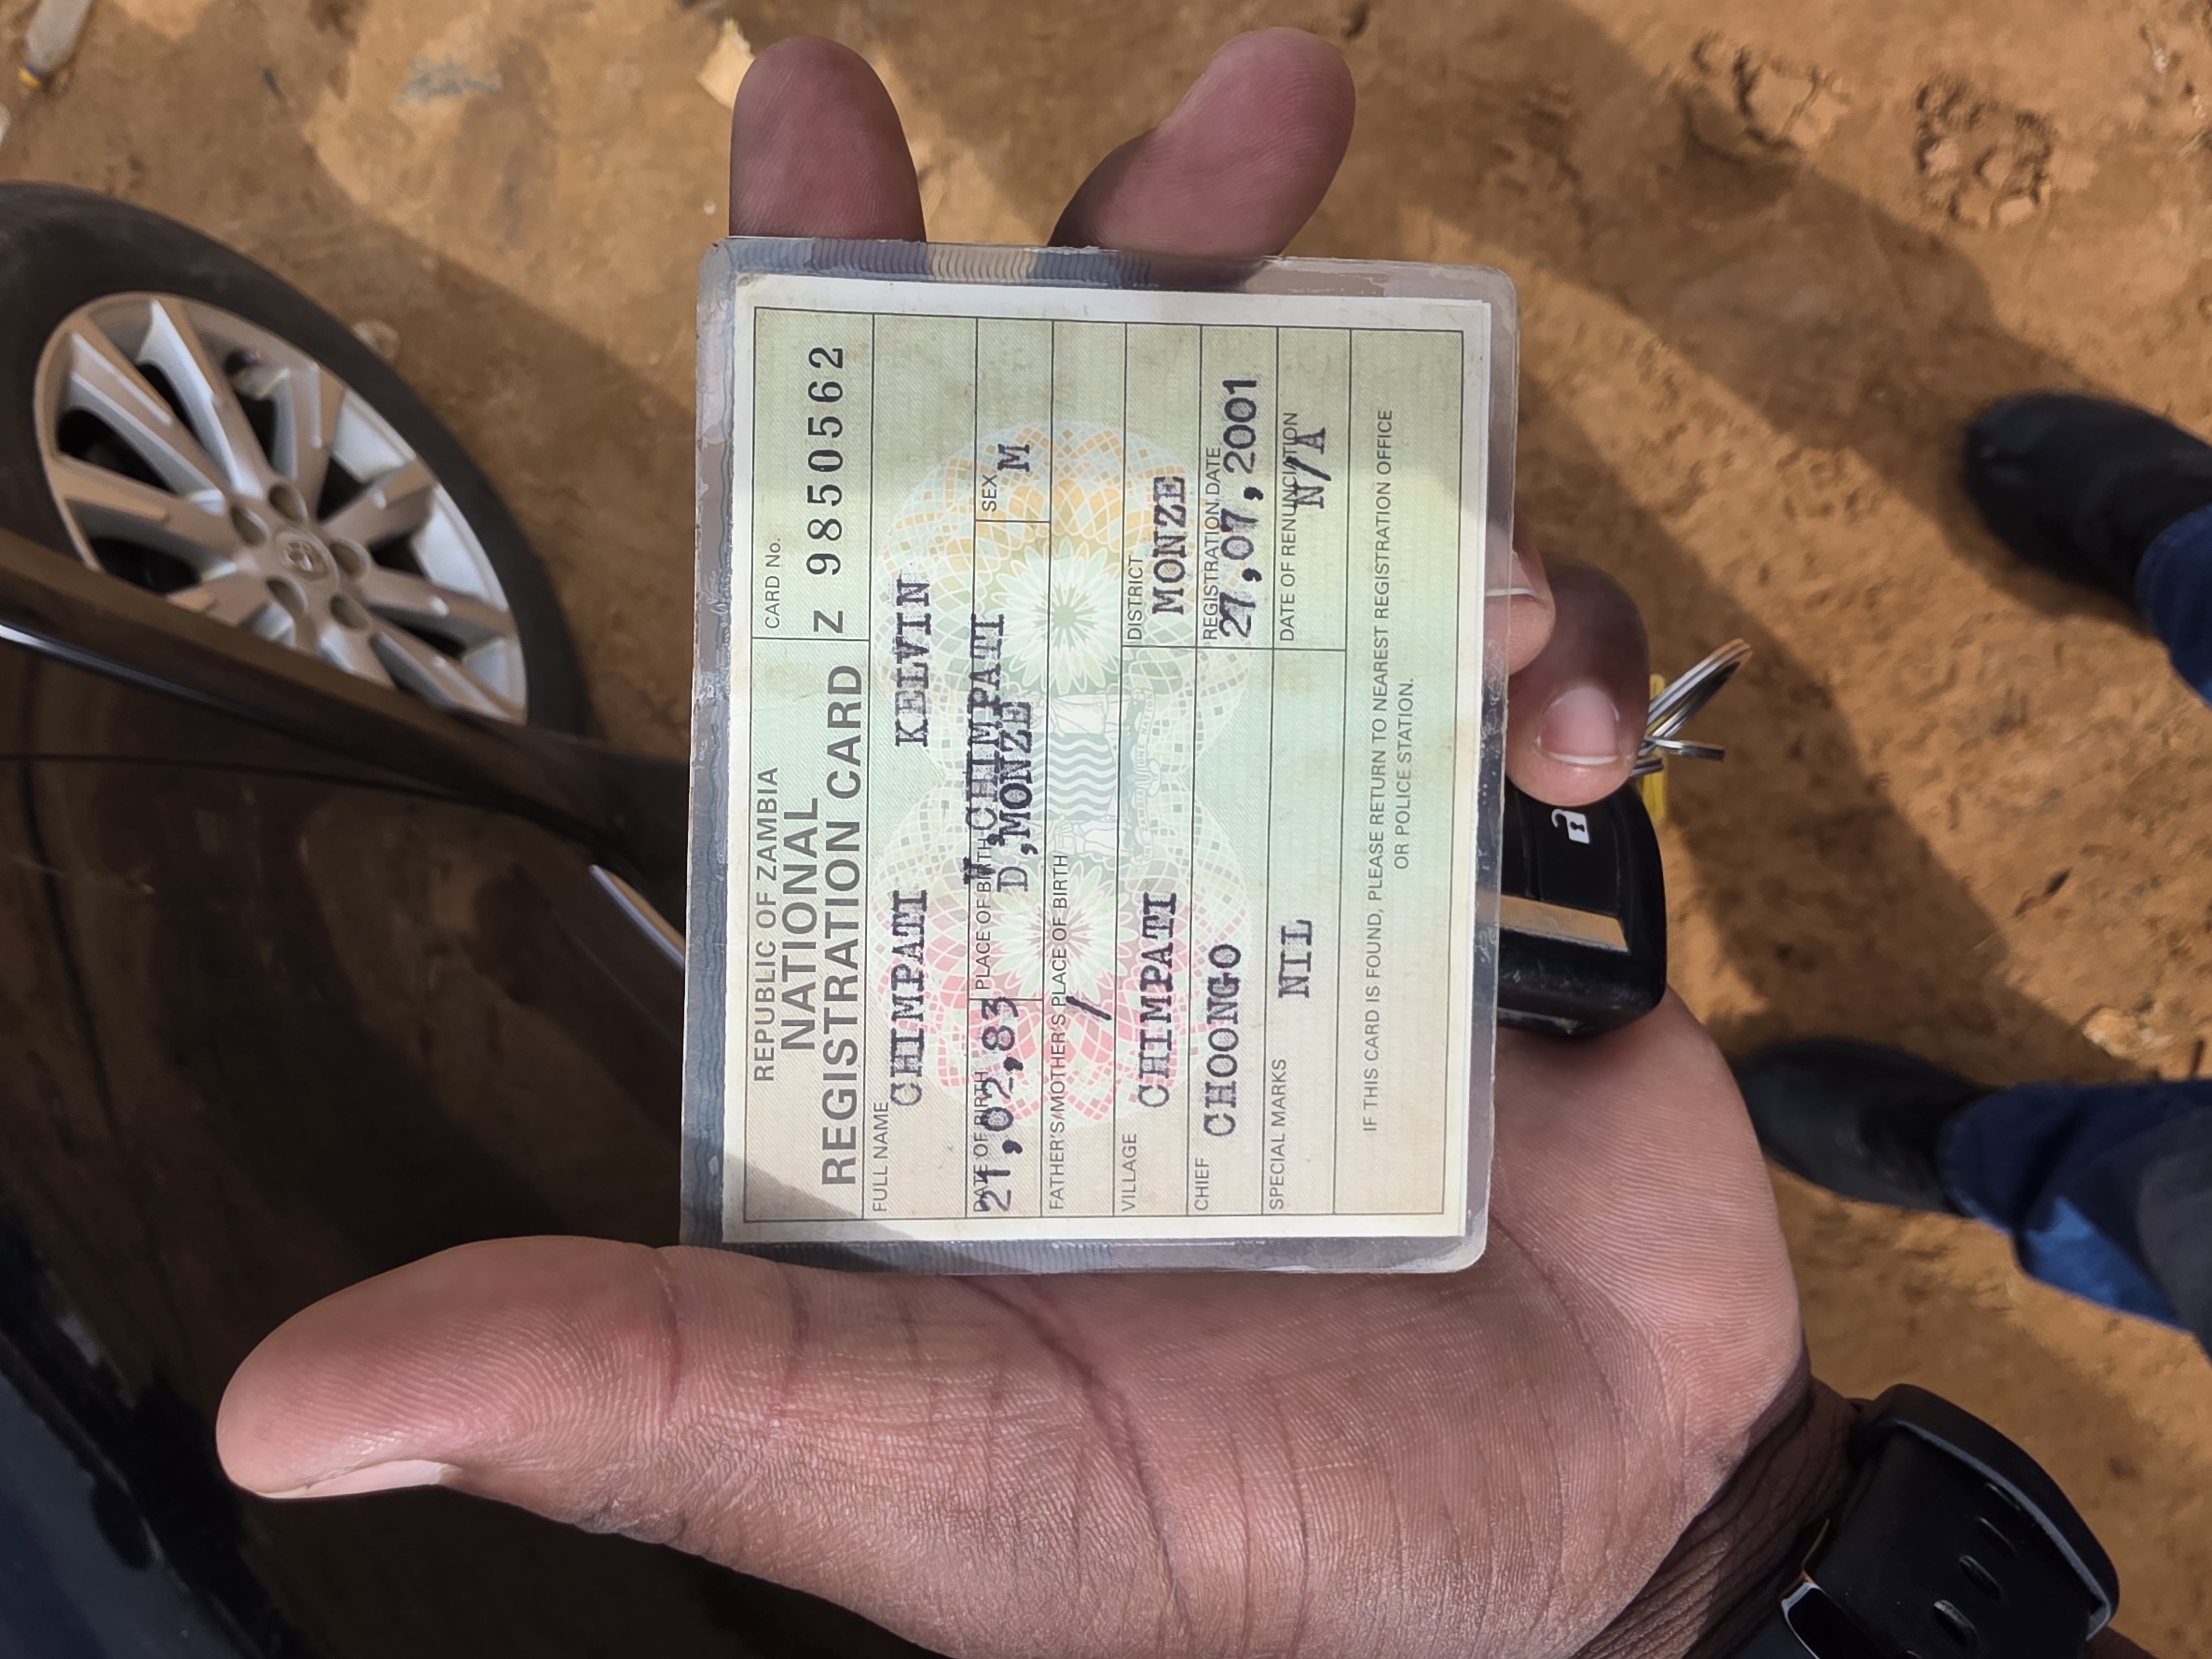 REPUBLIC OF ZAMBIA
NATIONAL
REGISTRATION CARD
CARD No.
Z 9850562
FULL NAME
CHIMPATI KELVIN
DATE OF BIRTH
21,02,83
PLACE OF BIRTH
CHIMPATI
D,MONZE
SEX
M
FATHER'S/MOTHER'S PLACE OF BIRTH
/
VILLAGE
CHIMPATI
DISTRICT
MONZE
CHIEF
CHOONGO
REGISTRATION DATE
27,07,2001
SPECIAL MARKS
NIL
DATE OF RENUNCIATION
N/A
IF THIS CARD IS FOUND, PLEASE RETURN TO NEAREST REGISTRATION OFFICE
OR POLICE STATION.